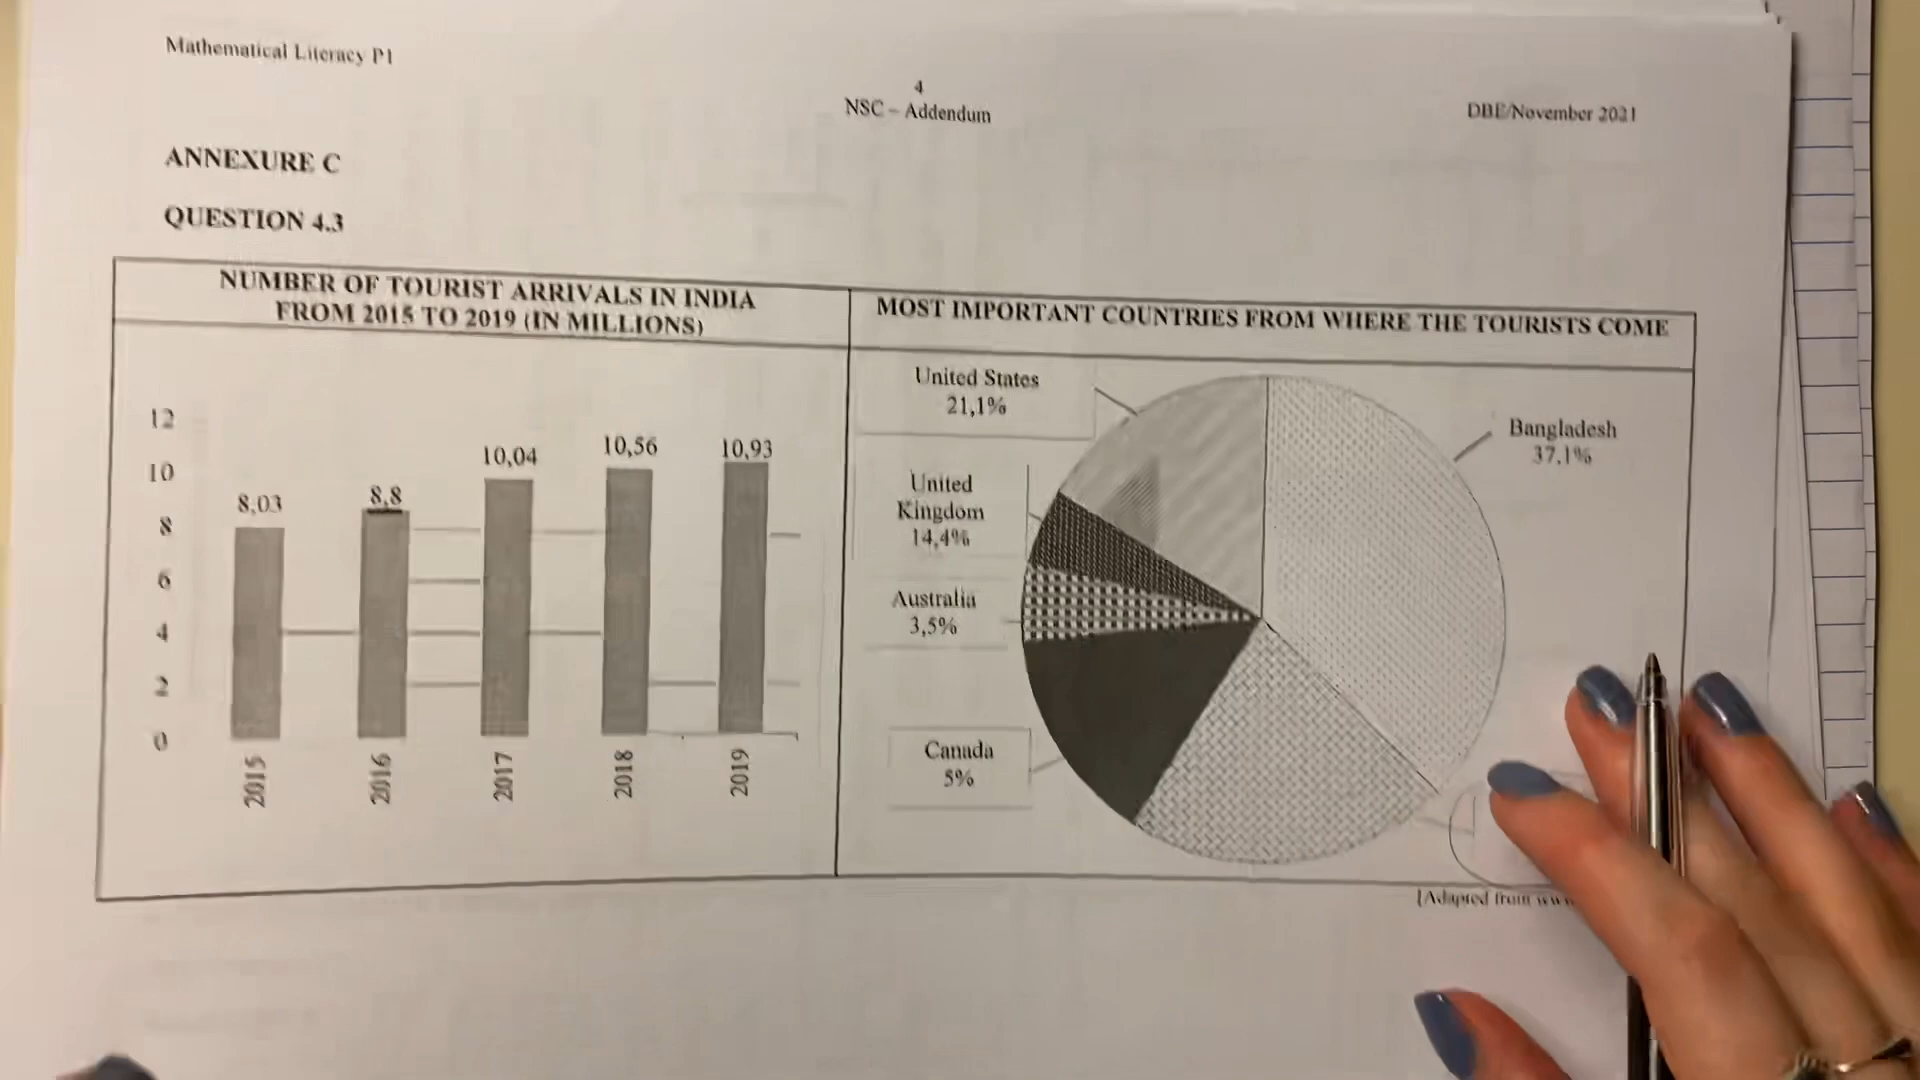 Mathematical Literacy P1
4
NSC – Addendum
DBE/November 2021
ANNEXURE C
QUESTION 4.3
NUMBER OF TOURIST ARRIVALS IN INDIA
FROM 2015 TO 2019 (IN MILLIONS)
12
10
8
6
4
2
0
8,03
8,8
10,04
10,56
10,93
2015
2016
2017
2018
2019
MOST IMPORTANT COUNTRIES FROM WHERE THE TOURISTS COME
United States
21,1%
Bangladesh
37,1%
United
Kingdom
14,4%
Australia
3,5%
Canada
5%
[Adapted from